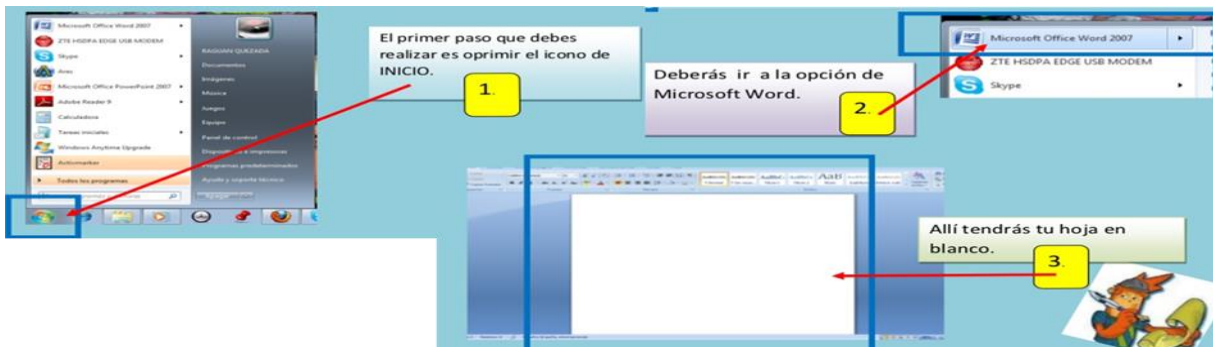 Microsoft Office Word 2007
ZTE HSDPA EDGE USB MODEM
Skype
Ares
Microsoft Office PowerPoint 2007
Adobe Reader 9
Calculadora
Tareas iniciales
Windows Anytime Upgrade
Activmarker
Todos los programas
RAGUAN QUEZADA
Documentos
Imágenes
Música
Juegos
Equipo
Panel de control
Dispositivos e impresoras
Programas predeterminados
Ayuda y soporte técnico
El primer paso que debes
realizar es oprimir el icono de
INICIO.
1.
Deberás ir a la opción de
Microsoft Word.
2.
Microsoft Office Word 2007
ZTE HSDPA EDGE USB MODEM
Skype
Allí tendrás tu hoja en
blanco.
3.